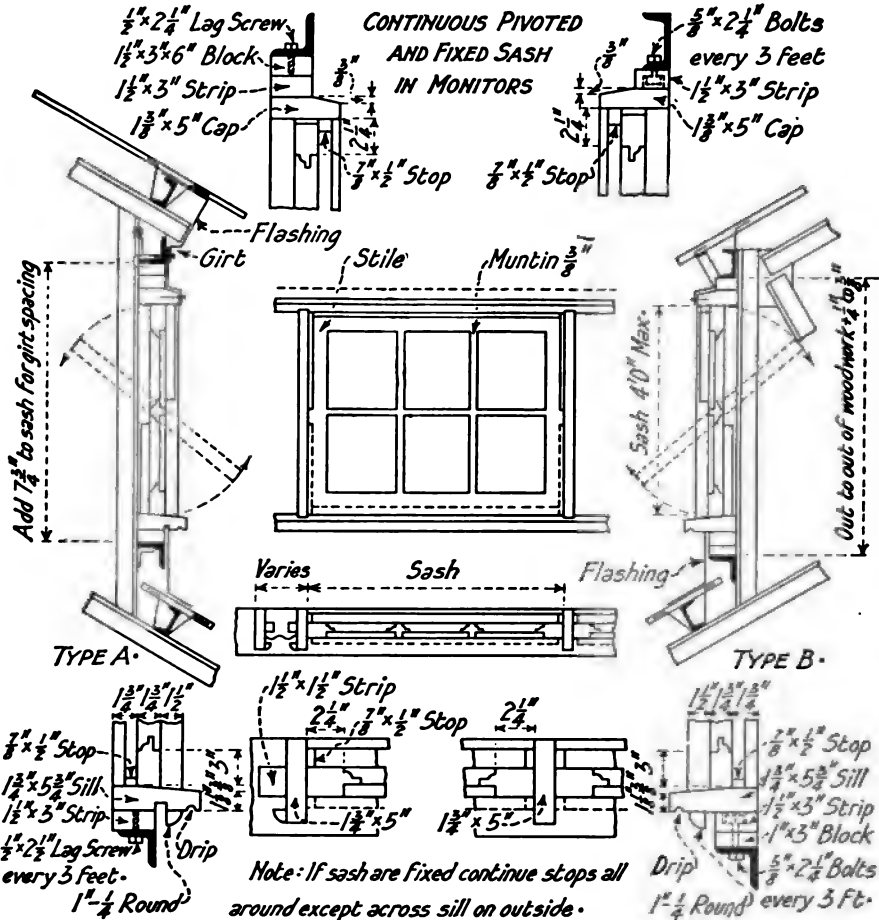 CONTINUOUS PIVOTED
AND FIXED SASH
IN MONITORS
1/2"×2 1/4" Lag Screw
1 1/2"×3"×6" Block
1 1/2"×3" Strip
1 3/8"×5" Cap
3/8"
2 1/4"
7/8"×1/2" Stop
5/8"×2 1/4" Bolts
every 3 feet
1 1/2"×3" Strip
1 3/8"×5" Cap
3/8"
2 1/4"
7/8"×1/2" Stop
Flashing
Girt
Add 7 3/4" to sash for girt spacing
TYPE A.
Stile
Muntin 3/8"
Varies
Sash
Sash 4'0" Max.
Out to out of woodwork + 1/4" to 3/8"
Flashing
TYPE B.
1 3/4" 1 3/4" 1 1/2"
7/8"×1/2" Stop
1 3/4"×5 3/4" Sill
1 1/2"×3" Strip
1/2"×2 1/2" Lag Screw
every 3 feet.
Drip
1"-1/4 Round
3"
1 1/2"×1 1/2" Strip
2 1/4"
7/8"×1/2" Stop
1 3/4"×5"
2 1/4"
1 3/4"×5"
3"
1 1/2" 1 3/4" 1 3/4"
7/8"×1/2" Stop
1 3/4"×5 3/4" Sill
1 1/2"×3" Strip
1"×3" Block
5/8"×2 1/4" Bolts
every 3 Ft.
Drip
1"-1/4 Round
Note: If sash are fixed continue stops all
around except across sill on outside.